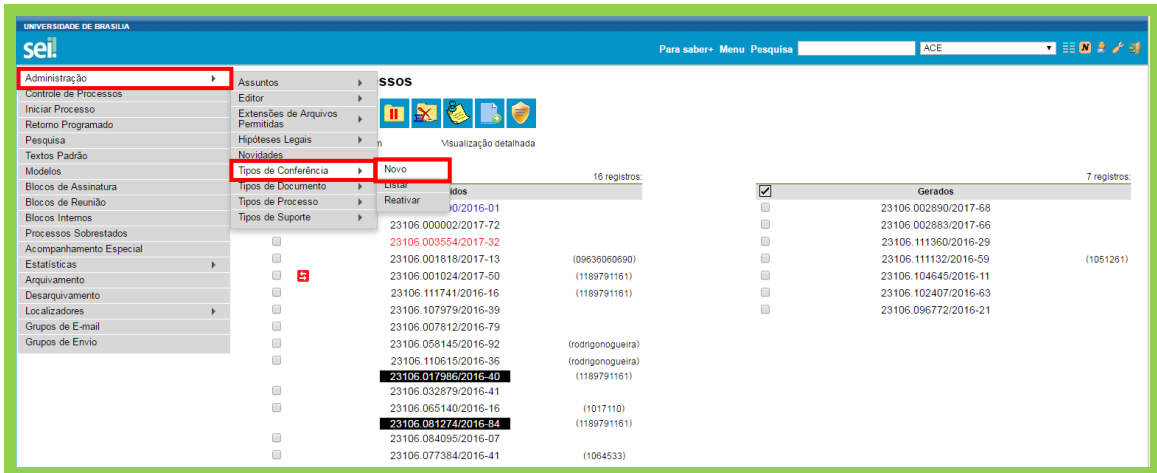 UNIVERSIDADE DE BRASILIA
sei!
Para saber+ Menu Pesquisa
ACE
Administração
Controle de Processos
Iniciar Processo
Retorno Programado
Pesquisa
Textos Padrão
Modelos
Blocos de Assinatura
Blocos de Reunião
Blocos Internos
Processos Sobrestados
Acompanhamento Especial
Estatísticas
Arquivamento
Desarquivamento
Localizadores
Grupos de E-mail
Grupos de Envio
Assuntos
Editor
Extensões de Arquivos
Permitidas
Hipóteses Legais
Novidades
Tipos de Conferência
Tipos de Documento
Tipos de Processo
Tipos de Suporte
Novo
Listar
Reativar
ssos
Visualização detalhada
16 registros:
idos
0/2016-01
23106.000002/2017-72
23106.003554/2017-32
23106.001818/2017-13 (09636060690)
23106.001024/2017-50 (1189791161)
23106.111741/2016-16 (1189791161)
23106.107979/2016-39
23106.007812/2016-79
23106.058145/2016-92 (rodrigonogueira)
23106.110615/2016-36 (rodrigonogueira)
23106.017986/2016-40 (1189791161)
23106.032879/2016-41
23106.065140/2016-16 (1017110)
23106.081274/2016-84 (1189791161)
23106.084095/2016-07
23106.077384/2016-41 (1064533)
7 registros:
Gerados
23106.002890/2017-68
23106.002883/2017-66
23106.111360/2016-29
23106.111132/2016-59 (1051261)
23106.104645/2016-11
23106.102407/2016-63
23106.096772/2016-21